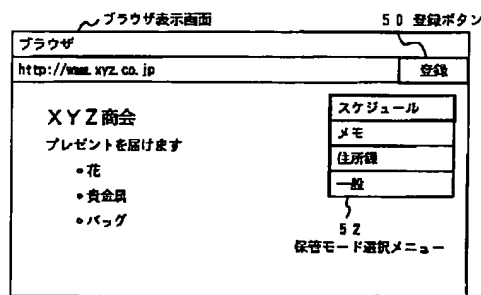 ブラウザ表示画面
50 登録ボタン
ブラウザ
http://www.xyz.co.jp 登録
XYZ商会
プレゼントを届けます
●花
●貴金属
●バッグ
スケジュール
メモ
住所録
一般
52
保管モード選択メニュー